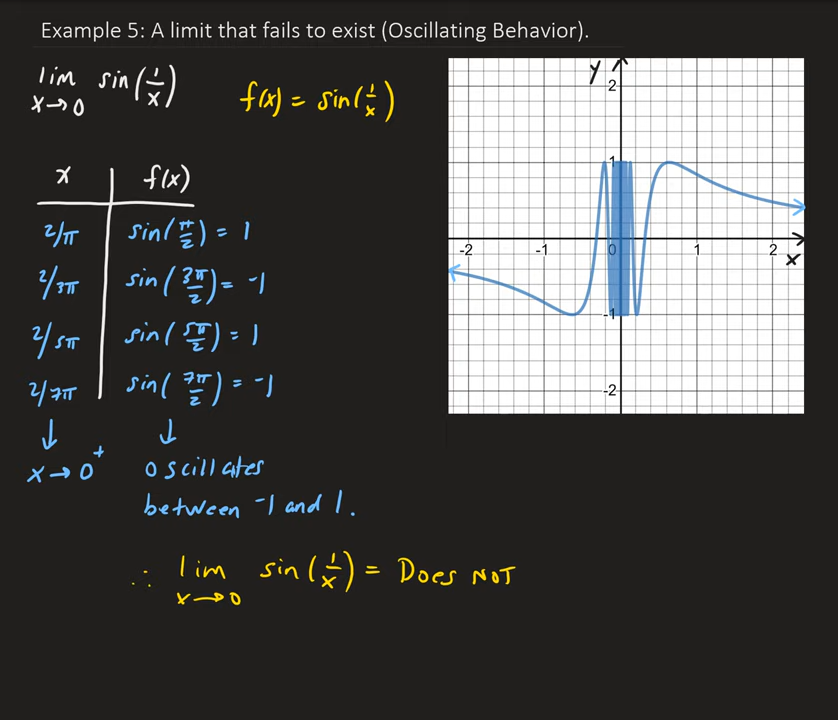 Example 5: A limit that fails to exist (Oscillating Behavior).
lim x→0 sin(1/x)
f(x) = sin(1/x)
x f(x)
2/π sin(π/2) = 1
2/3π sin(3π/2) = -1
2/5π sin(5π/2) = 1
2/7π sin(7π/2) = -1
↓ ↓
x→0⁺ oscillates
between -1 and 1.
∴ lim x→0 sin(1/x) = Does NOT
y
2
1
-2 -1 0 1 2
x
-1
-2